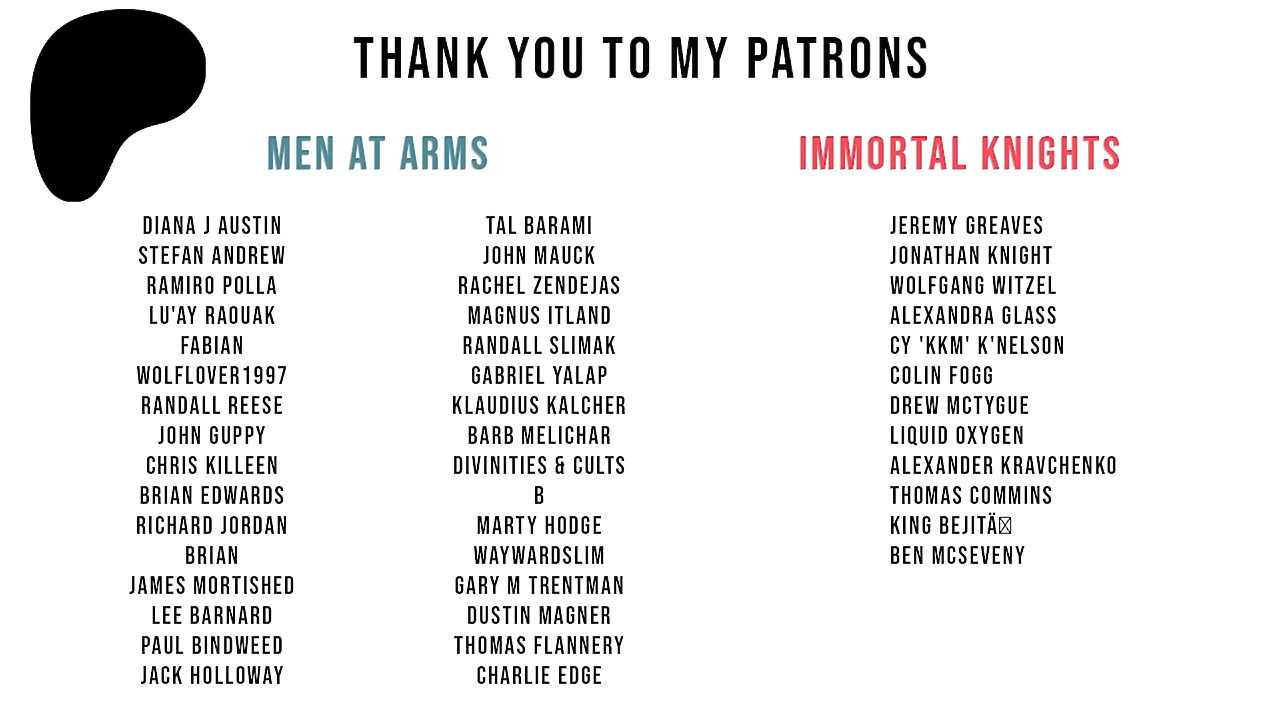 THANK YOU TO MY PATRONS
MEN AT ARMS
DIANA J AUSTIN
STEFAN ANDREW
RAMIRO POLLA
LU'AY RAOUAK
FABIAN
WOLFLOVER1997
RANDALL REESE
JOHN GUPPY
CHRIS KILLEEN
BRIAN EDWARDS
RICHARD JORDAN
BRIAN
JAMES MORTISHED
LEE BARNARD
PAUL BINDWEED
JACK HOLLOWAY
TAL BARAMI
JOHN MAUCK
RACHEL ZENDEJAS
MAGNUS ITLAND
RANDALL SLIMAK
GABRIEL YALAP
KLAUDIUS KALCHER
BARB MELICHAR
DIVINITIES & CULTS
B
MARTY HODGE
WAYWARDSLIM
GARY M TRENTMAN
DUSTIN MAGNER
THOMAS FLANNERY
CHARLIE EDGE
IMMORTAL KNIGHTS
JEREMY GREAVES
JONATHAN KNIGHT
WOLFGANG WITZEL
ALEXANDRA GLASS
CY 'KKM' K'NELSON
COLIN FOGG
DREW MCTYGUE
LIQUID OXYGEN
ALEXANDER KRAVCHENKO
THOMAS COMMINS
KING BEJITÄ
BEN MCSEVENY